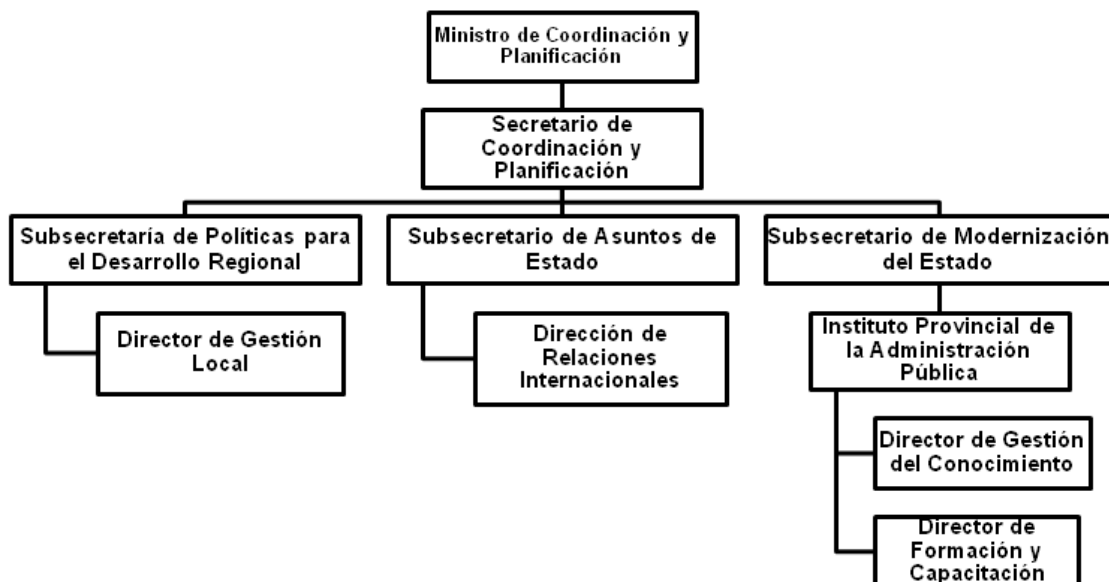 Ministro de Coordinación y
Planificación
Secretario de
Coordinación y
Planificación
Subsecretaría de Políticas para
el Desarrollo Regional
Subsecretario de Asuntos de
Estado
Subsecretario de Modernización
del Estado
Director de Gestión
Local
Dirección de
Relaciones
Internacionales
Instituto Provincial de
la Administración
Pública
Director de Gestión
del Conocimiento
Director de
Formación y
Capacitación